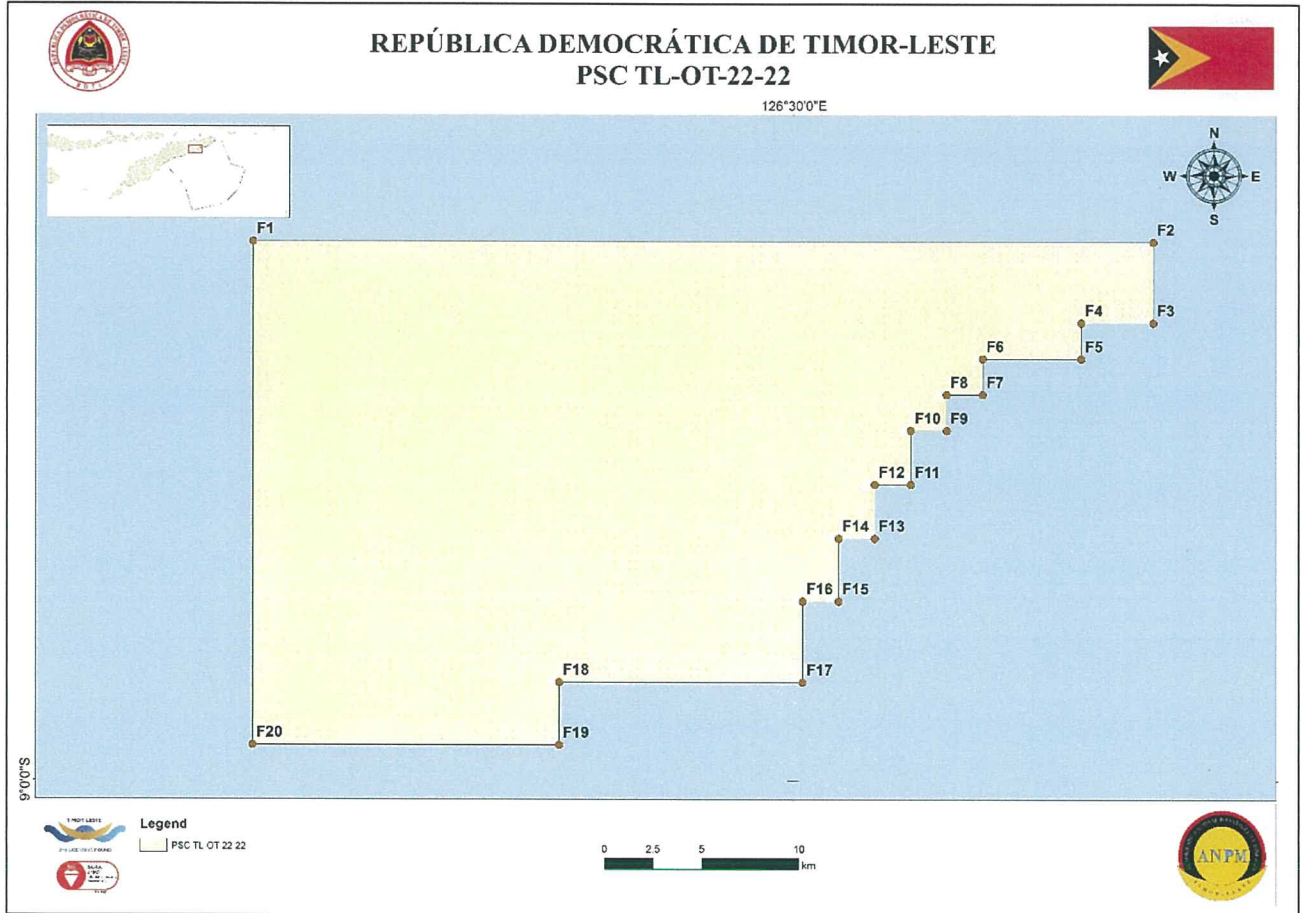 REPÚBLICA DEMOCRÁTICA DE TIMOR-LESTE
PSC TL-OT-22-22
126°30'0"E
N
W E
S
F1
F2
F4 F3
F6 F5
F8 F7
F10 F9
F12 F11
F14 F13
F16 F15
F18 F17
F20 F19
9°0'0"S
TIMOR-LESTE
Legend
PSC TL OT 22 22
0 2.5 5 10
km
ANPM